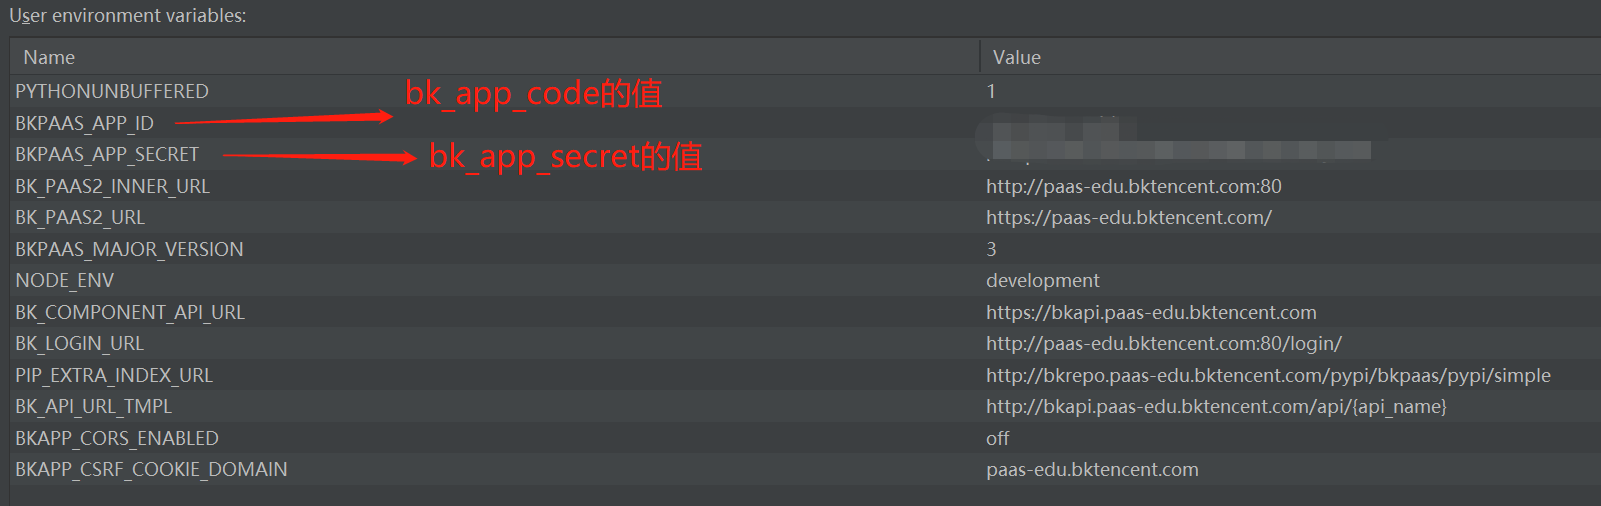 User environment variables:
Name Value
PYTHONUNBUFFERED 1
bk_app_code的值
BKPAAS_APP_ID
BKPAAS_APP_SECRET
bk_app_secret的值
BK_PAAS2_INNER_URL http://paas-edu.bktencent.com:80
BK_PAAS2_URL https://paas-edu.bktencent.com/
BKPAAS_MAJOR_VERSION 3
NODE_ENV development
BK_COMPONENT_API_URL https://bkapi.paas-edu.bktencent.com
BK_LOGIN_URL http://paas-edu.bktencent.com:80/login/
PIP_EXTRA_INDEX_URL http://bkrepo.paas-edu.bktencent.com/pypi/bkpaas/pypi/simple
BK_API_URL_TMPL http://bkapi.paas-edu.bktencent.com/api/{api_name}
BKAPP_CORS_ENABLED off
BKAPP_CSRF_COOKIE_DOMAIN paas-edu.bktencent.com